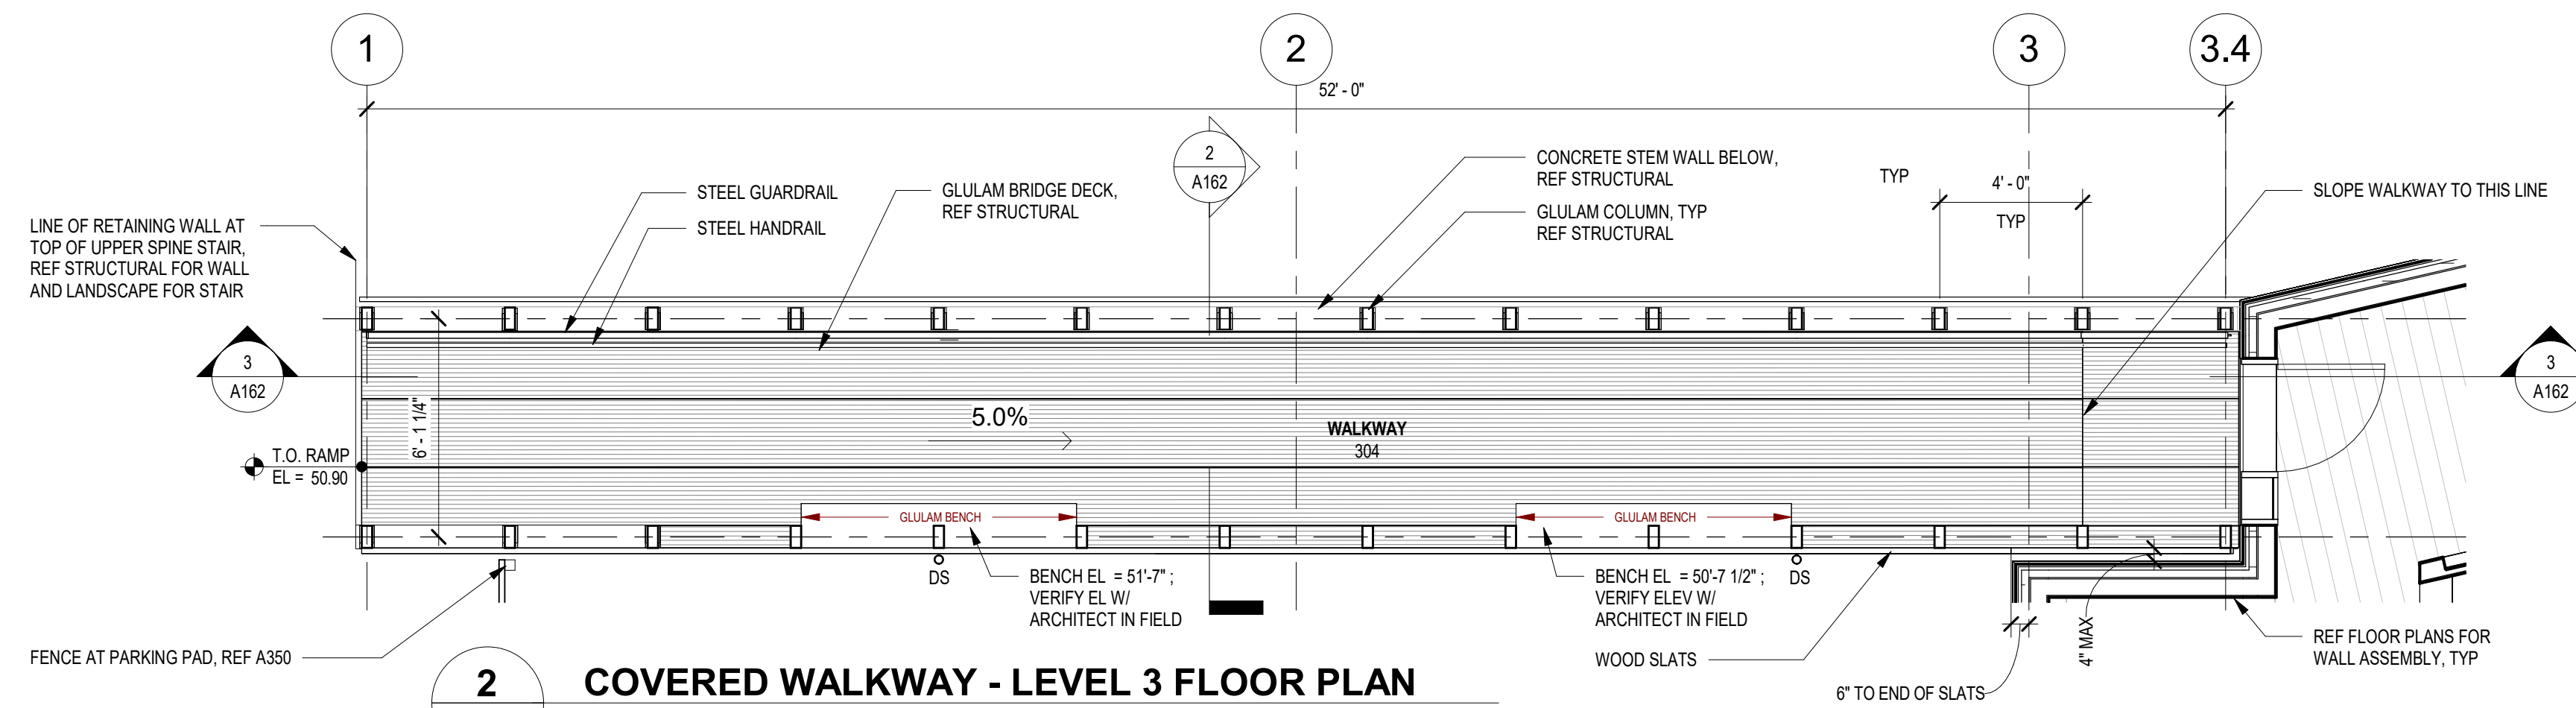 1
2
3
3.4
52' - 0"
2
A162
CONCRETE STEM WALL BELOW,
REF STRUCTURAL
GLULAM COLUMN, TYP
REF STRUCTURAL
TYP
4' - 0"
TYP
SLOPE WALKWAY TO THIS LINE
STEEL GUARDRAIL
STEEL HANDRAIL
GLULAM BRIDGE DECK,
REF STRUCTURAL
LINE OF RETAINING WALL AT
TOP OF UPPER SPINE STAIR,
REF STRUCTURAL FOR WALL
AND LANDSCAPE FOR STAIR
3
A162
3
A162
6' - 1 1/4"
5.0%
WALKWAY
304
T.O. RAMP
EL = 50.90
GLULAM BENCH
GLULAM BENCH
DS
BENCH EL = 51'-7" ;
VERIFY EL W/
ARCHITECT IN FIELD
BENCH EL = 50'-7 1/2" ;
VERIFY ELEV W/
ARCHITECT IN FIELD
DS
WOOD SLATS
4" MAX
6" TO END OF SLATS
REF FLOOR PLANS FOR
WALL ASSEMBLY, TYP
FENCE AT PARKING PAD, REF A350
2
COVERED WALKWAY - LEVEL 3 FLOOR PLAN